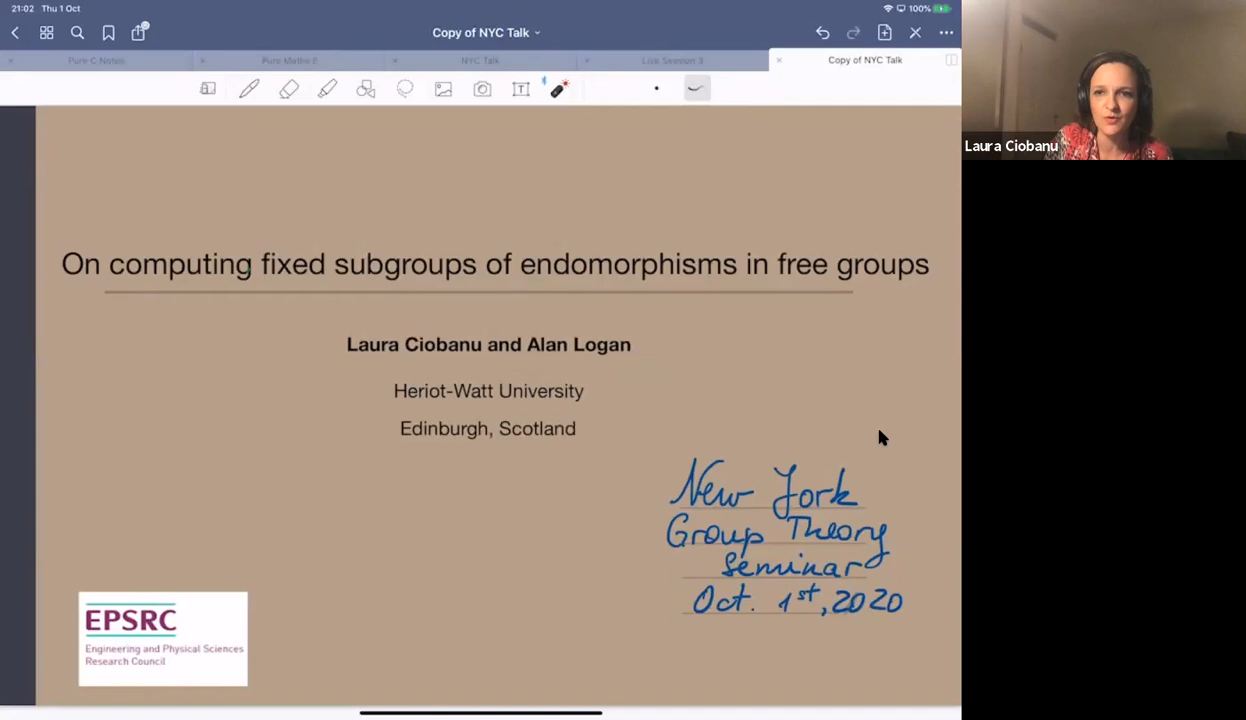 21:02 Thu 1 Oct
100%
Copy of NYC Talk
Pure C Notes
NYC Talk
Live Session 3
Copy of NYC Talk
Laura Ciobanu
On computing fixed subgroups of endomorphisms in free groups
Laura Ciobanu and Alan Logan
Heriot-Watt University
Edinburgh, Scotland
New York
Group Theory
Seminar
Oct. 1st, 2020
EPSRC
Engineering and Physical Sciences
Research Council